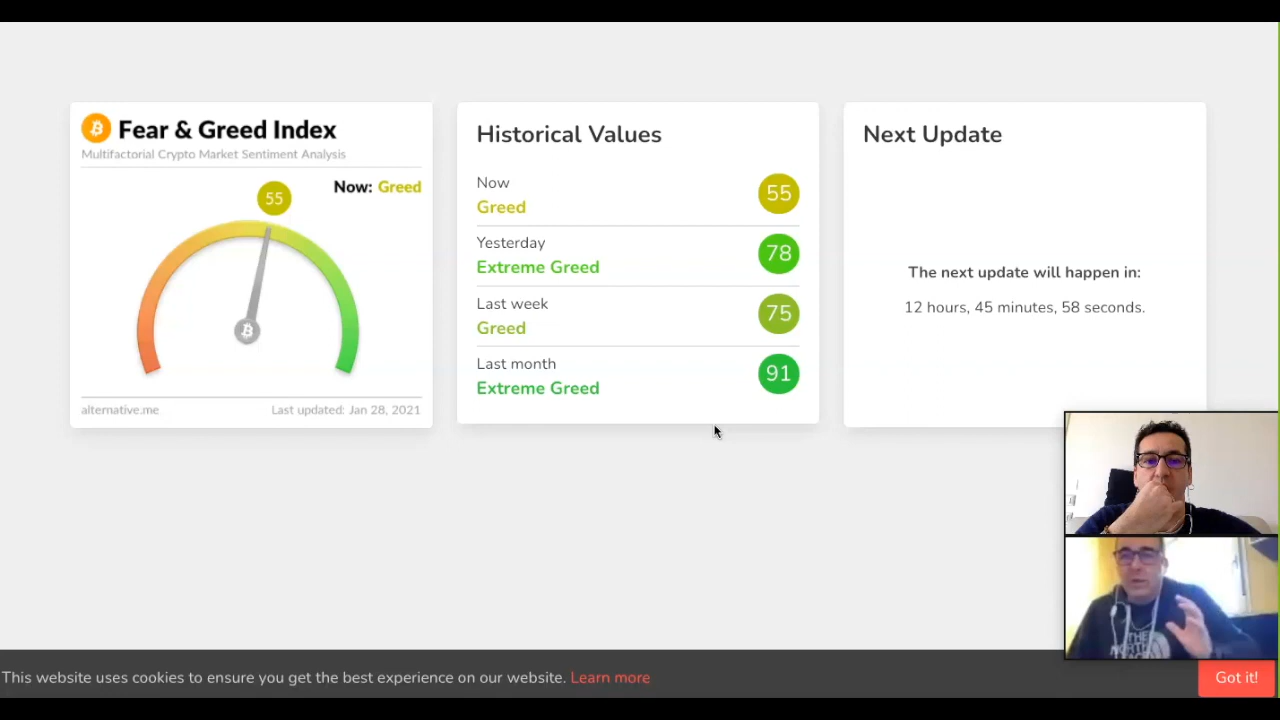 Fear & Greed Index
Multifactorial Crypto Market Sentiment Analysis
Now: Greed
55
alternative.me
Last updated: Jan 28, 2021
Historical Values
Now
Greed
55
Yesterday
Extreme Greed
78
Last week
Greed
75
Last month
Extreme Greed
91
Next Update
The next update will happen in:
12 hours, 45 minutes, 58 seconds.
THE
NORTH
This website uses cookies to ensure you get the best experience on our website. Learn more
Got it!